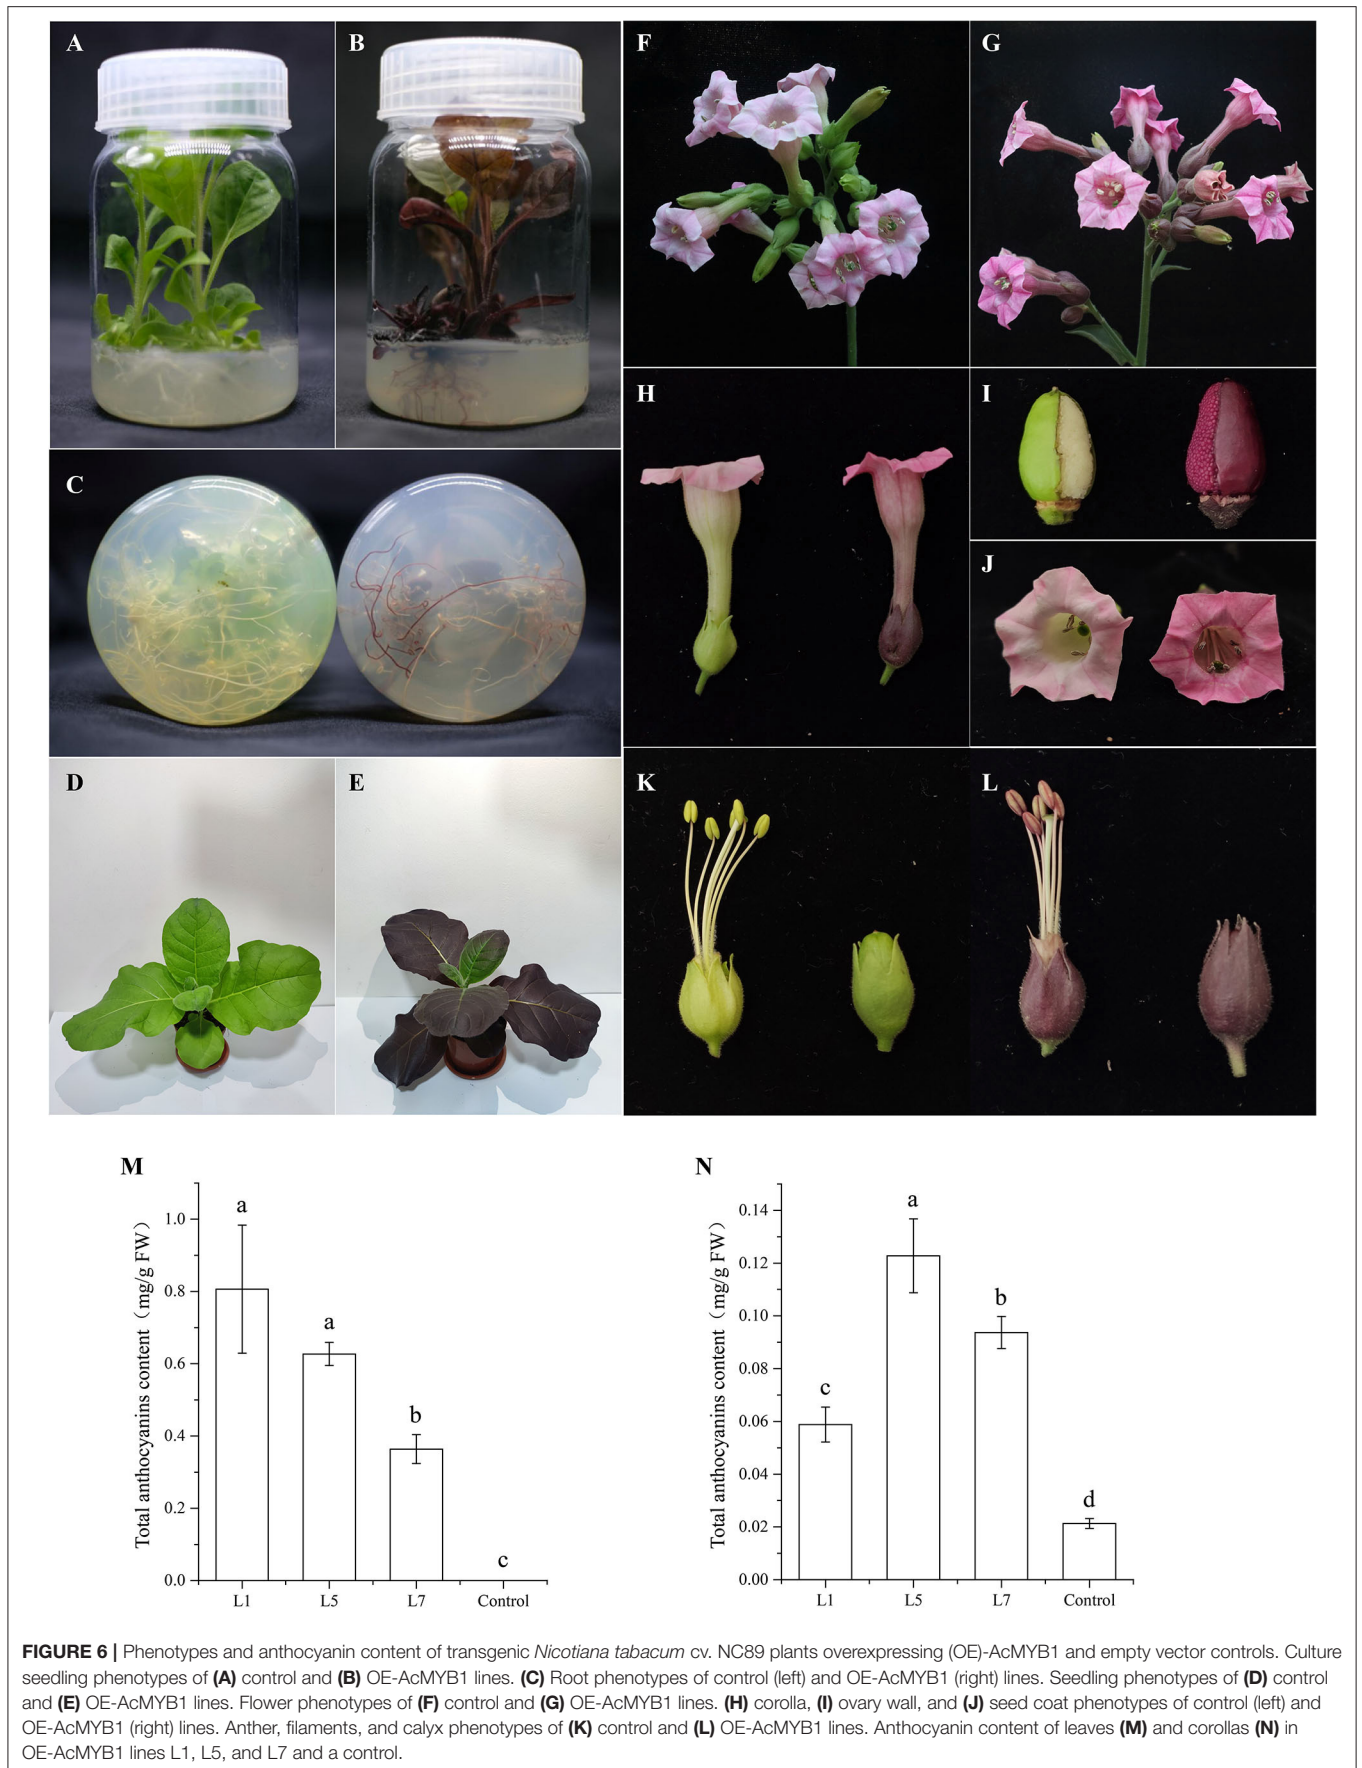 A
B
F
G
C
H
I
J
D
E
K
L
M
N
Total anthocyanins content（mg/g FW）
1.0
0.8
0.6
0.4
0.2
0.0
a
a
b
c
L1
L5
L7
Control
Total anthocyanins content（mg/g FW）
0.14
0.12
0.10
0.08
0.06
0.04
0.02
0.00
c
a
b
d
L1
L5
L7
Control
FIGURE 6 | Phenotypes and anthocyanin content of transgenic Nicotiana tabacum cv. NC89 plants overexpressing (OE)-AcMYB1 and empty vector controls. Culture
seedling phenotypes of (A) control and (B) OE-AcMYB1 lines. (C) Root phenotypes of control (left) and OE-AcMYB1 (right) lines. Seedling phenotypes of (D) control
and (E) OE-AcMYB1 lines. Flower phenotypes of (F) control and (G) OE-AcMYB1 lines. (H) corolla, (I) ovary wall, and (J) seed coat phenotypes of control (left) and
OE-AcMYB1 (right) lines. Anther, filaments, and calyx phenotypes of (K) control and (L) OE-AcMYB1 lines. Anthocyanin content of leaves (M) and corollas (N) in
OE-AcMYB1 lines L1, L5, and L7 and a control.